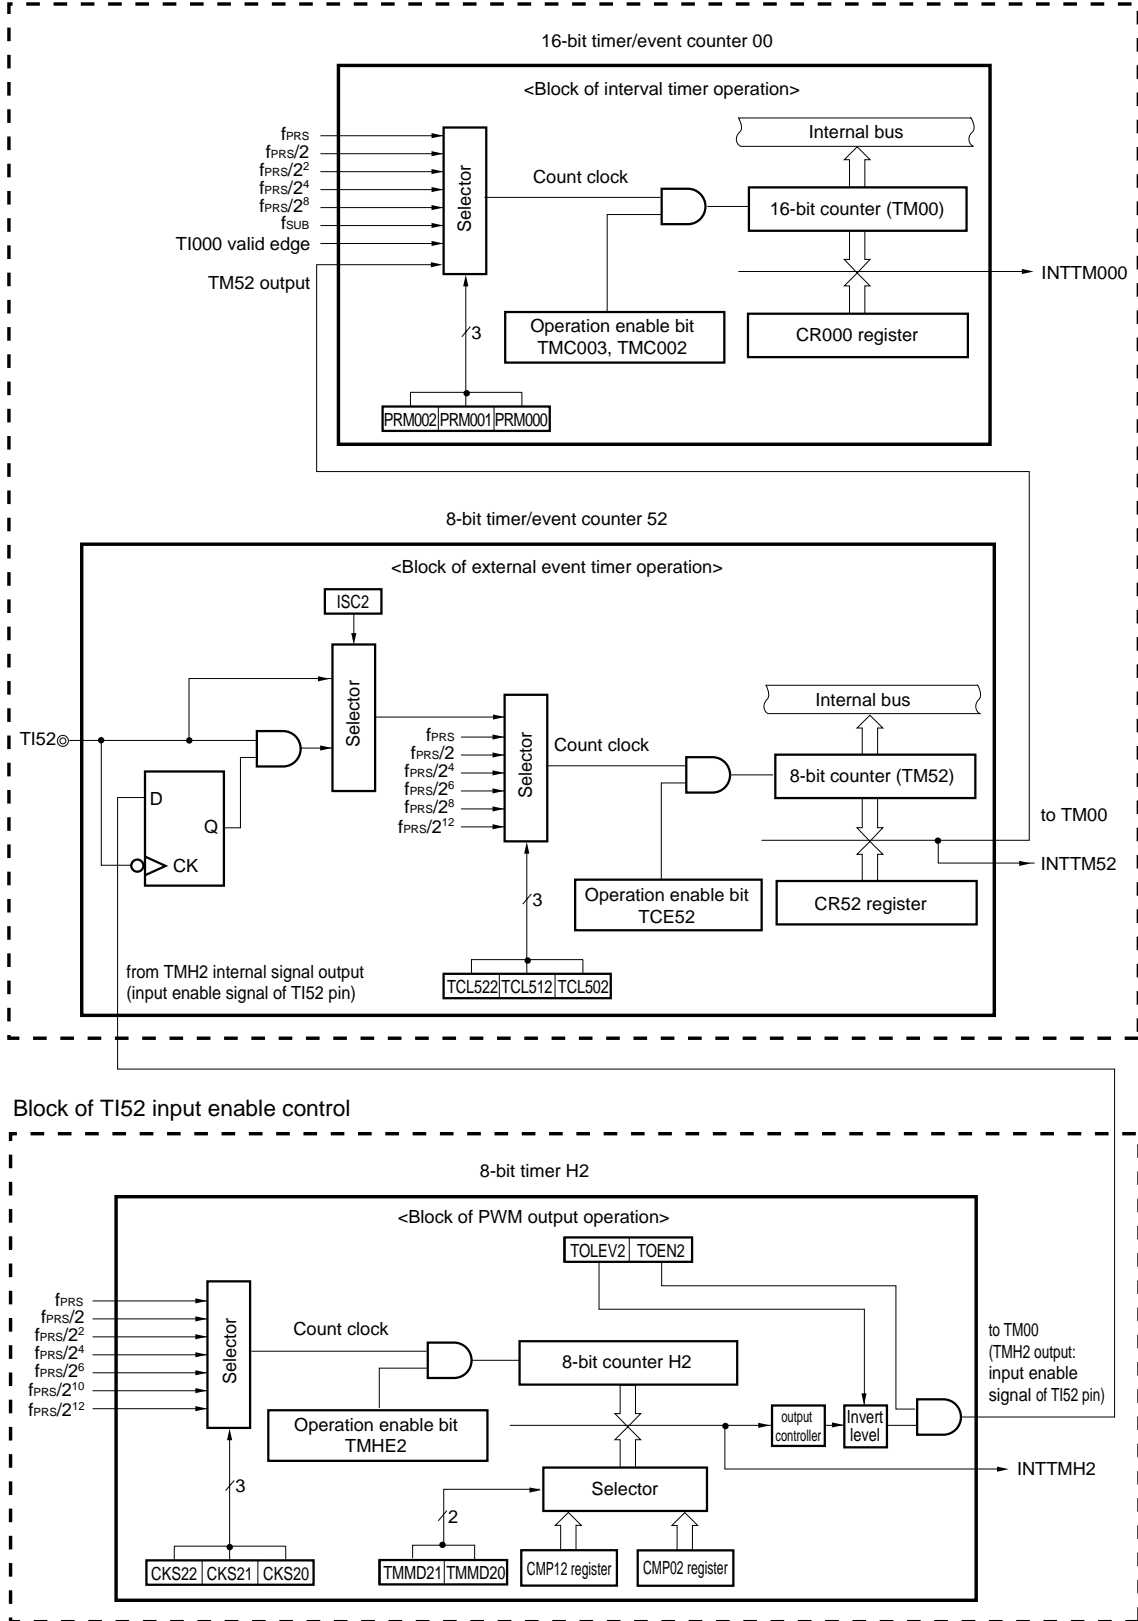 16-bit timer/event counter 00
<Block of interval timer operation>
fPRS
fPRS/2
fPRS/2²
fPRS/2⁴
fPRS/2⁸
fSUB
TI000 valid edge
TM52 output
Selector
Count clock
Internal bus
16-bit counter (TM00)
INTTM000
3
Operation enable bit
TMC003, TMC002
CR000 register
PRM002 PRM001 PRM000
8-bit timer/event counter 52
<Block of external event timer operation>
ISC2
Selector
TI52
D
Q
CK
fPRS
fPRS/2
fPRS/2⁴
fPRS/2⁶
fPRS/2⁸
fPRS/2¹²
Selector
Count clock
Internal bus
8-bit counter (TM52)
to TM00
INTTM52
3
Operation enable bit
TCE52
CR52 register
from TMH2 internal signal output
(input enable signal of TI52 pin)
TCL522 TCL512 TCL502
Block of TI52 input enable control
8-bit timer H2
<Block of PWM output operation>
TOLEV2 TOEN2
fPRS
fPRS/2
fPRS/2²
fPRS/2⁴
fPRS/2⁶
fPRS/2¹⁰
fPRS/2¹²
Selector
Count clock
8-bit counter H2
to TM00
(TMH2 output:
input enable
signal of TI52 pin)
Operation enable bit
TMHE2
output
controller
Invert
level
INTTMH2
3
2
Selector
CKS22 CKS21 CKS20
TMMD21 TMMD20
CMP12 register
CMP02 register